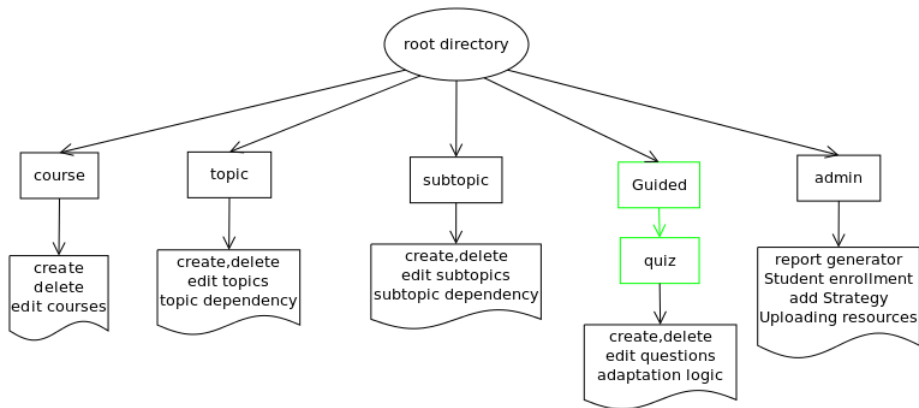 root directory
course
topic
subtopic
Guided
admin
quiz
create
delete
edit courses
create,delete
edit topics
topic dependency
create,delete
edit subtopics
subtopic dependency
create,delete
edit questions
adaptation logic
report generator
Student enrollment
add Strategy
Uploading resources